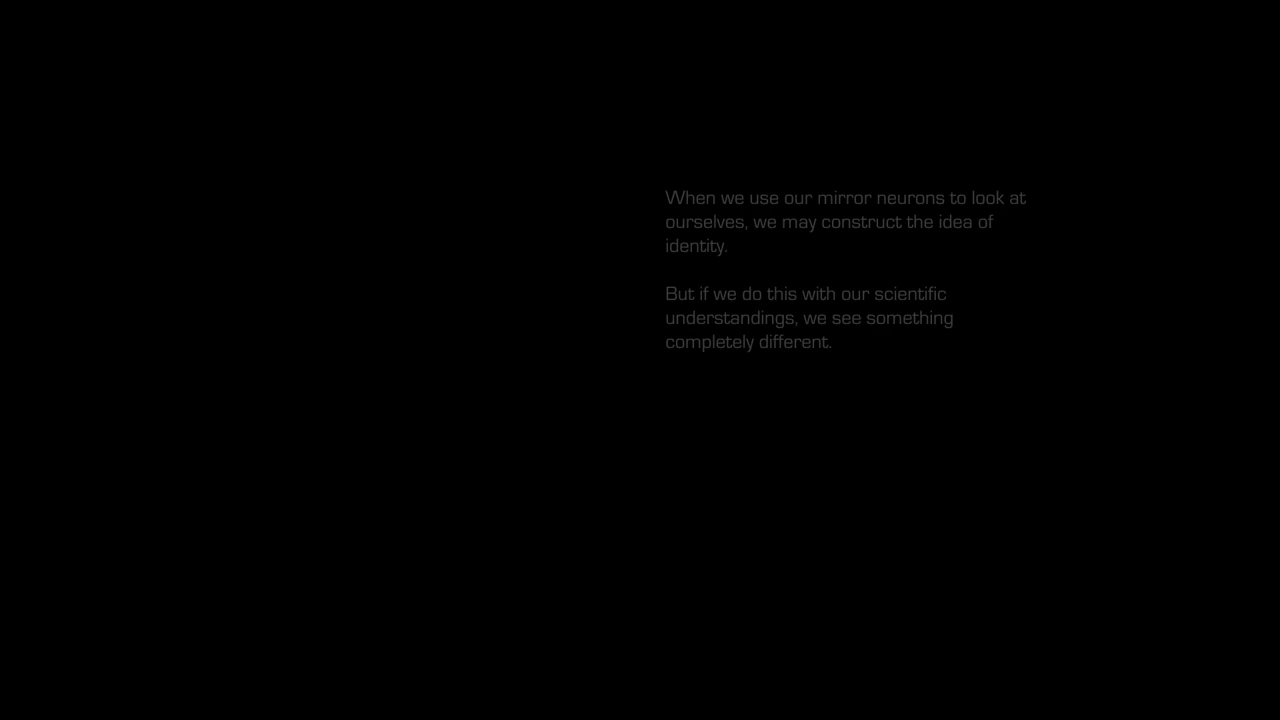 When we use our mirror neurons to look at
ourselves, we may construct the idea of
identity.
But if we do this with our scientific
understandings, we see something
completely different.